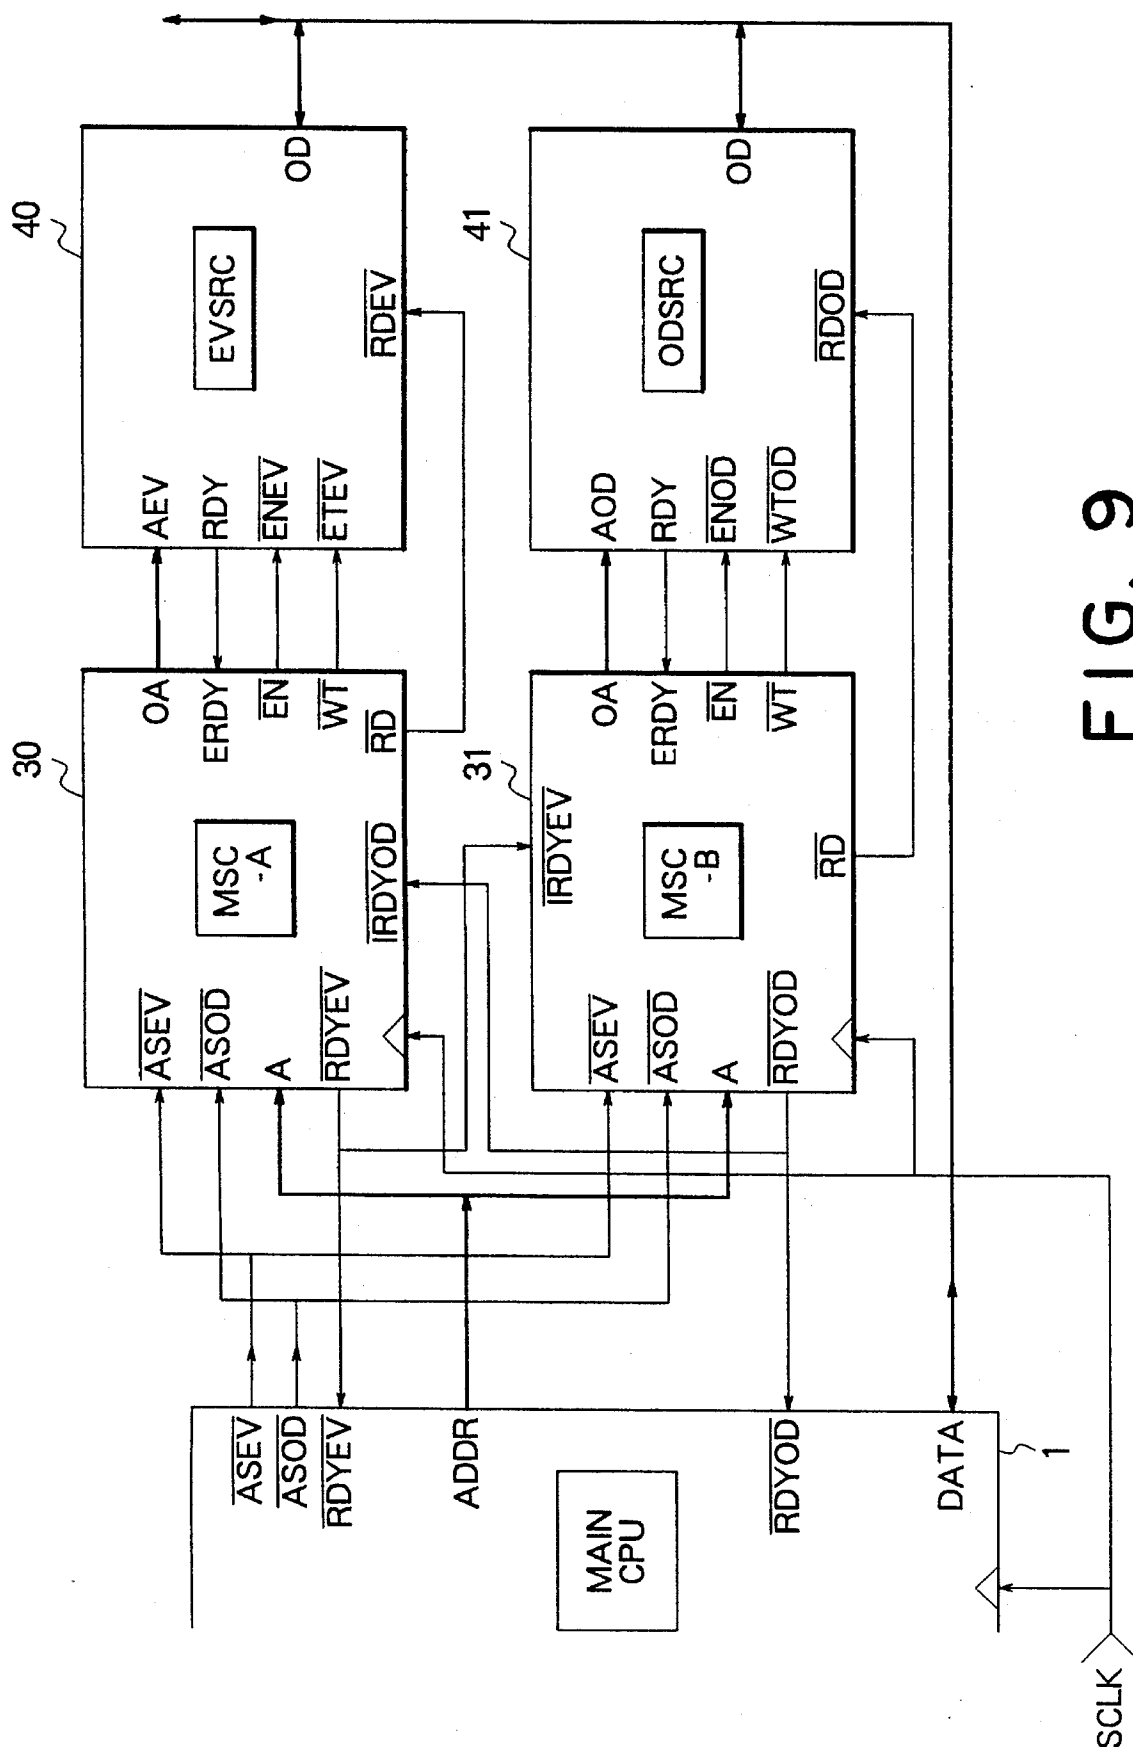 30
40
ASEV
ASOD
A
RDYEV
MSC
-A
IRDYOD
OA
ERDY
EN
WT
RD
AEV
RDY
ENEV
ETEV
EVSRC
RDEV
OD
ASEV
ASOD
RDYEV
ADDR
MAIN
CPU
RDYOD
DATA
1
31
41
IRDYEV
ASEV
ASOD
A
RDYOD
MSC
-B
OA
ERDY
EN
WT
RD
AOD
RDY
ENOD
WTOD
ODSRC
RDOD
OD
SCLK
FIG. 9